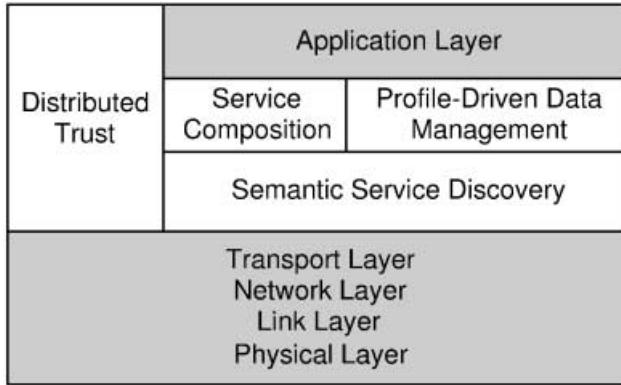 Distributed
Trust
Application Layer
Service
Composition
Profile-Driven Data
Management
Semantic Service Discovery
Transport Layer
Network Layer
Link Layer
Physical Layer